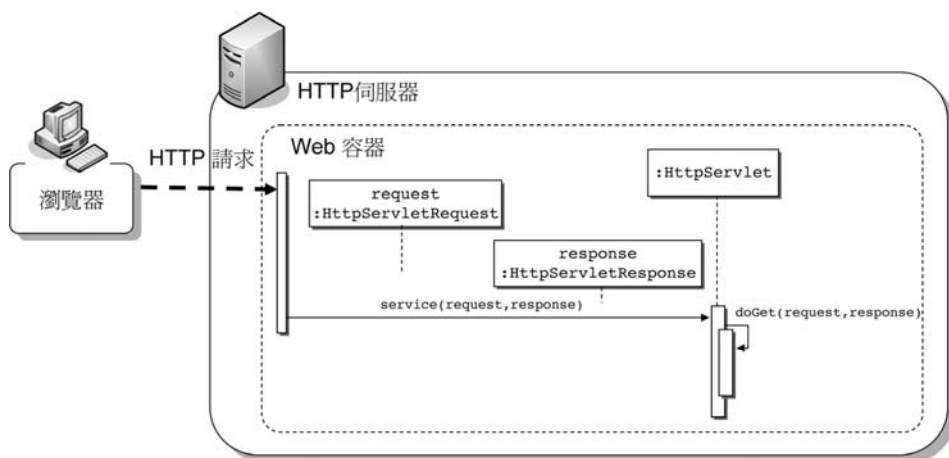 HTTP伺服器
Web 容器
HTTP 請求
瀏覽器
request
:HttpServletRequest
:HttpServlet
response
:HttpServletResponse
service(request,response)
doGet(request,response)